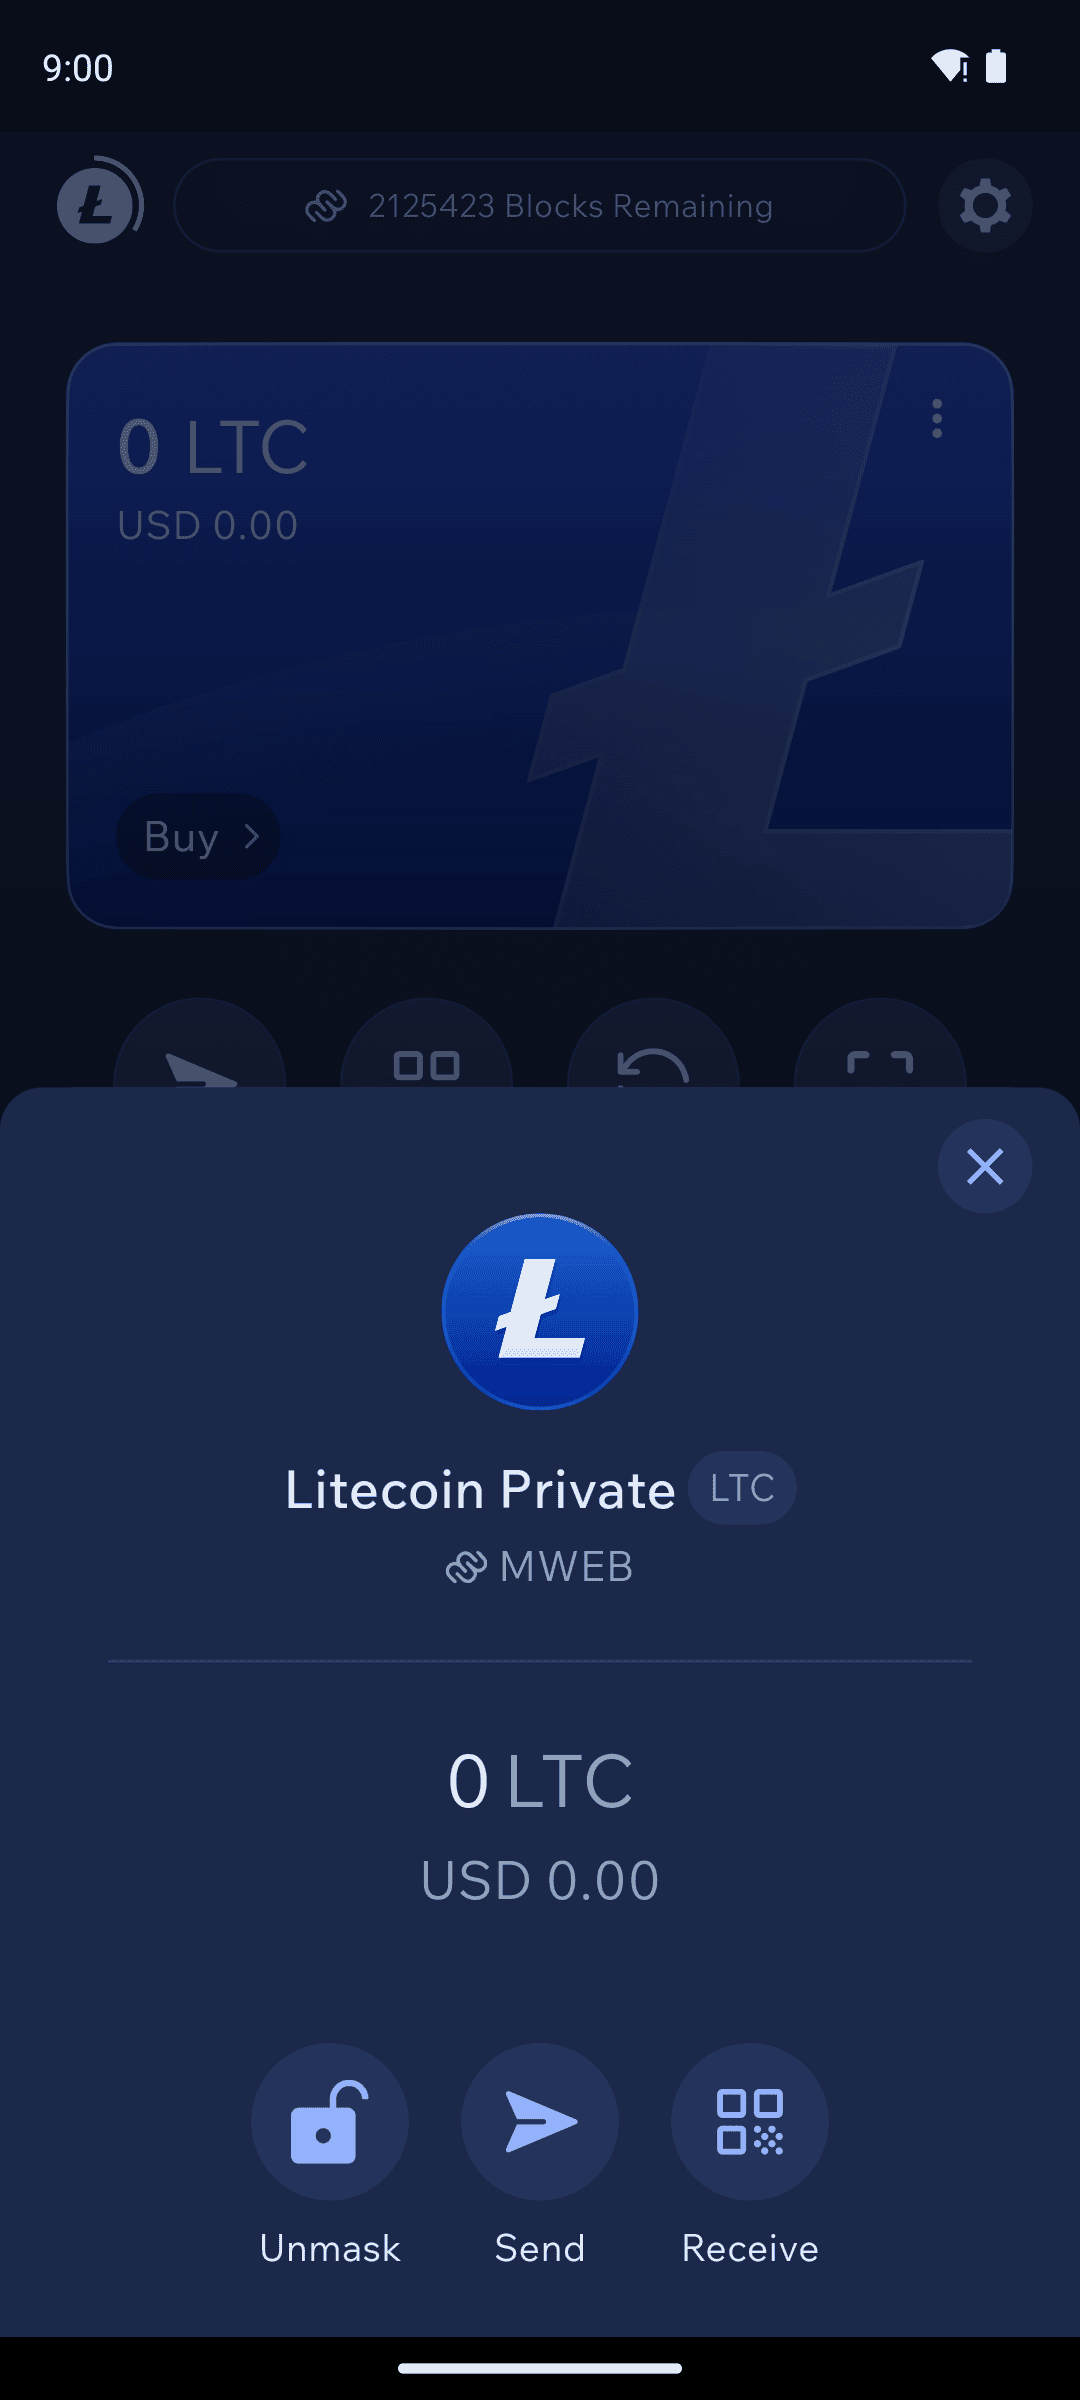 9:00
2125423 Blocks Remaining
0 LTC
USD 0.00
Buy
Litecoin Private LTC
MWEB
0 LTC
USD 0.00
Unmask Send Receive